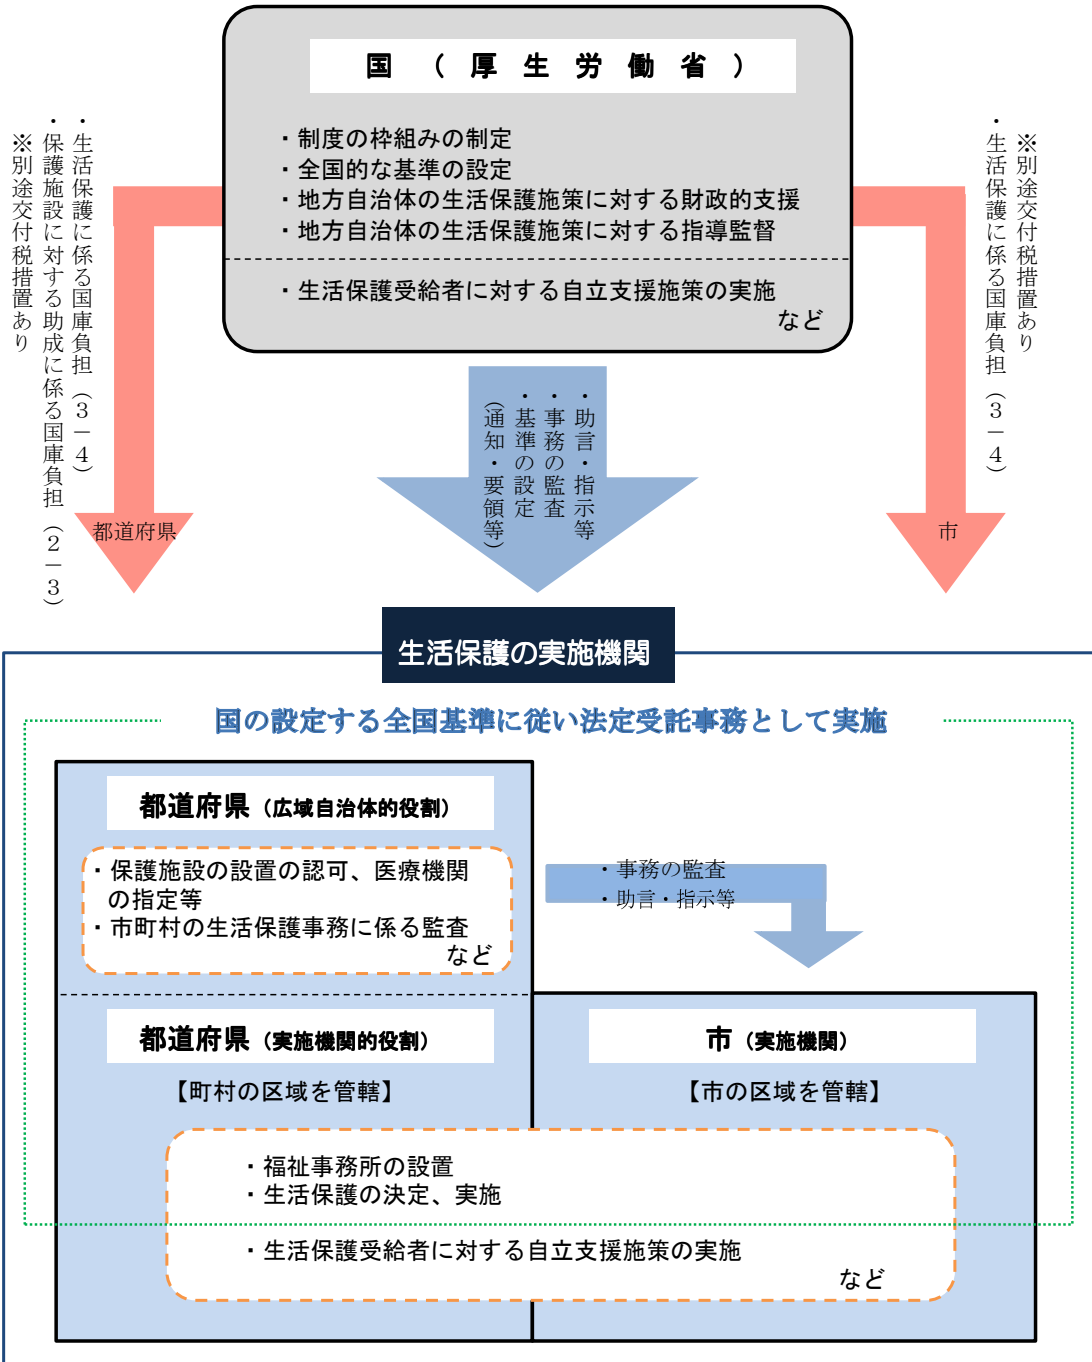 国（厚生労働省）
・制度の枠組みの制定
・全国的な基準の設定
・地方自治体の生活保護施策に対する財政的支援
・地方自治体の生活保護施策に対する指導監督
・生活保護受給者に対する自立支援施策の実施
など
・生活保護に係る国庫負担（３－４）
・保護施設に対する助成に係る国庫負担（２－３）
※別途交付税措置あり
都道府県
・助言・指示等
・事務の監査
・基準の設定
（通知・要領等）
※別途交付税措置あり
・生活保護に係る国庫負担（３－４）
市
生活保護の実施機関
国の設定する全国基準に従い法定受託事務として実施
都道府県（広域自治体的役割）
・保護施設の設置の認可、医療機関
の指定等
・市町村の生活保護事務に係る監査
など
・事務の監査
・助言・指示等
都道府県（実施機関的役割）
【町村の区域を管轄】
市（実施機関）
【市の区域を管轄】
・福祉事務所の設置
・生活保護の決定、実施
・生活保護受給者に対する自立支援施策の実施
など